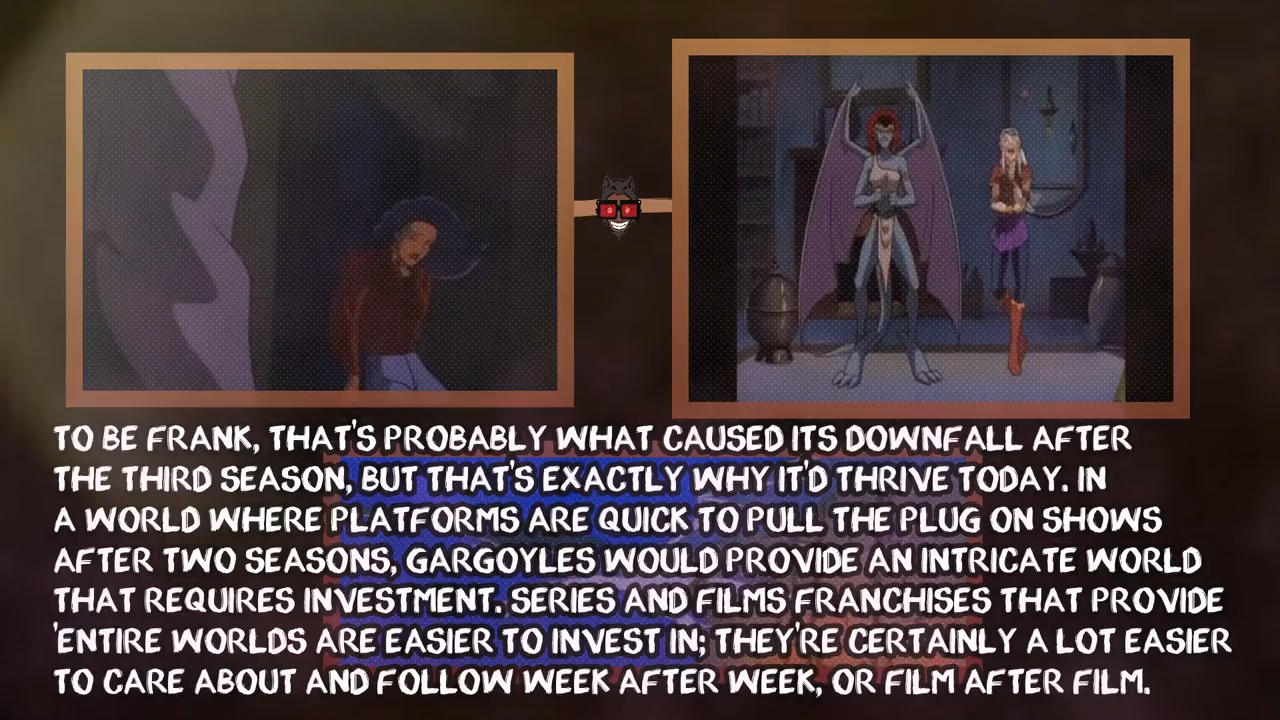 TO BE FRANK, THAT'S PROBABLY WHAT CAUSED ITS DOWNFALL AFTER
THE THIRD SEASON, BUT THAT'S EXACTLY WHY IT'D THRIVE TODAY. IN
A WORLD WHERE PLATFORMS ARE QUICK TO PULL THE PLUG ON SHOWS
AFTER TWO SEASONS, GARGOYLES WOULD PROVIDE AN INTRICATE WORLD
THAT REQUIRES INVESTMENT. SERIES AND FILMS FRANCHISES THAT PROVIDE
'ENTIRE WORLDS ARE EASIER TO INVEST IN; THEY'RE CERTAINLY A LOT EASIER
TO CARE ABOUT AND FOLLOW WEEK AFTER WEEK, OR FILM AFTER FILM.